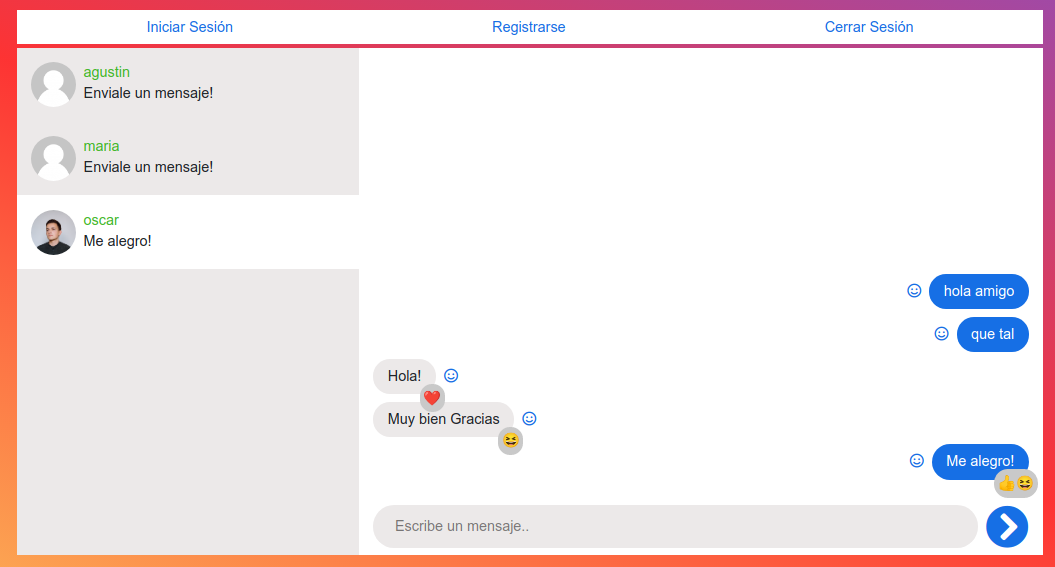 Iniciar Sesión
Registrarse
Cerrar Sesión
agustin
Enviale un mensaje!
maria
Enviale un mensaje!
oscar
Me alegro!
hola amigo
que tal
Hola!
Muy bien Gracias
Me alegro!
Escribe un mensaje..